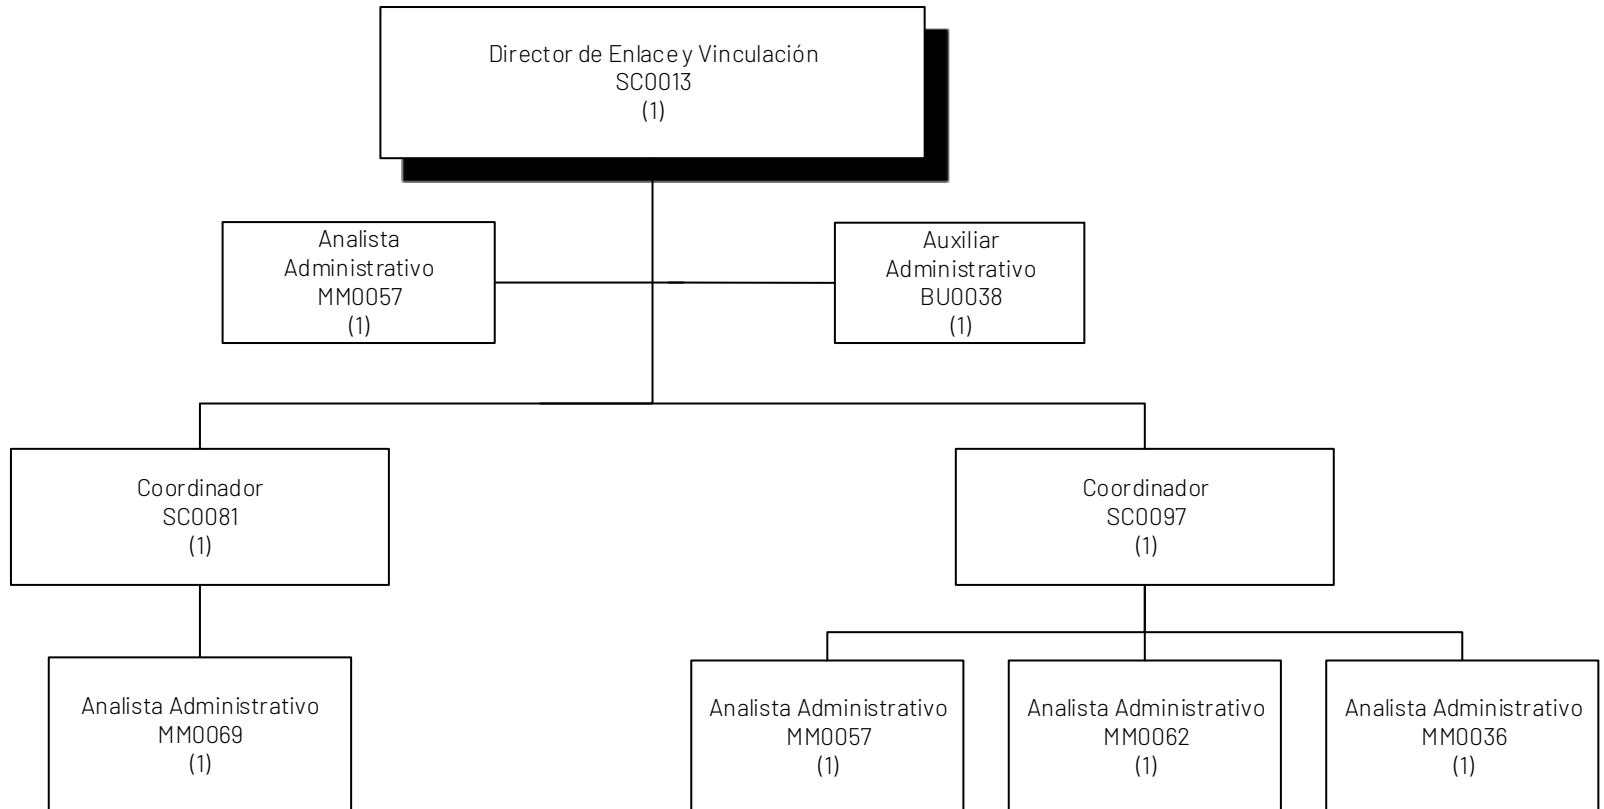 Director de Enlace y Vinculación
SC0013
(1)
Analista
Administrativo
MM0057
(1)
Auxiliar
Administrativo
BU0038
(1)
Coordinador
SC0081
(1)
Coordinador
SC0097
(1)
Analista Administrativo
MM0069
(1)
Analista Administrativo
MM0057
(1)
Analista Administrativo
MM0062
(1)
Analista Administrativo
MM0036
(1)